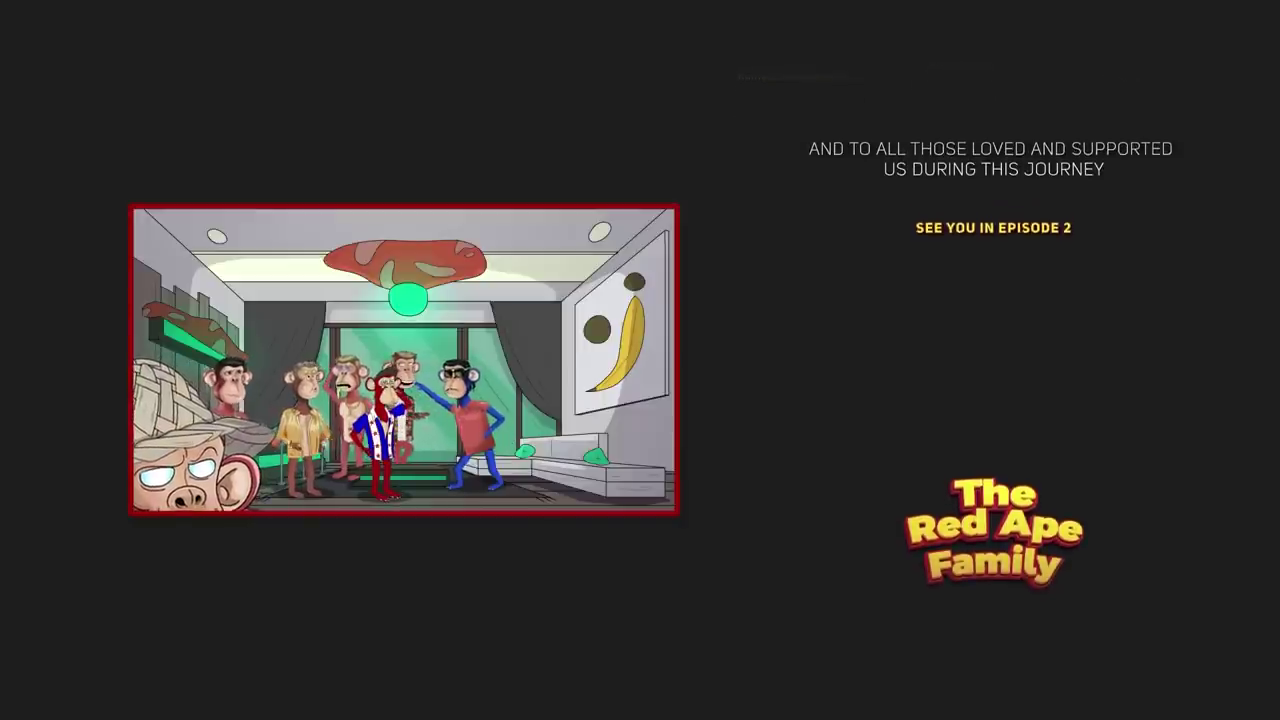 AND TO ALL THOSE LOVED AND SUPPORTED
US DURING THIS JOURNEY
SEE YOU IN EPISODE 2
The
Red Ape
Family